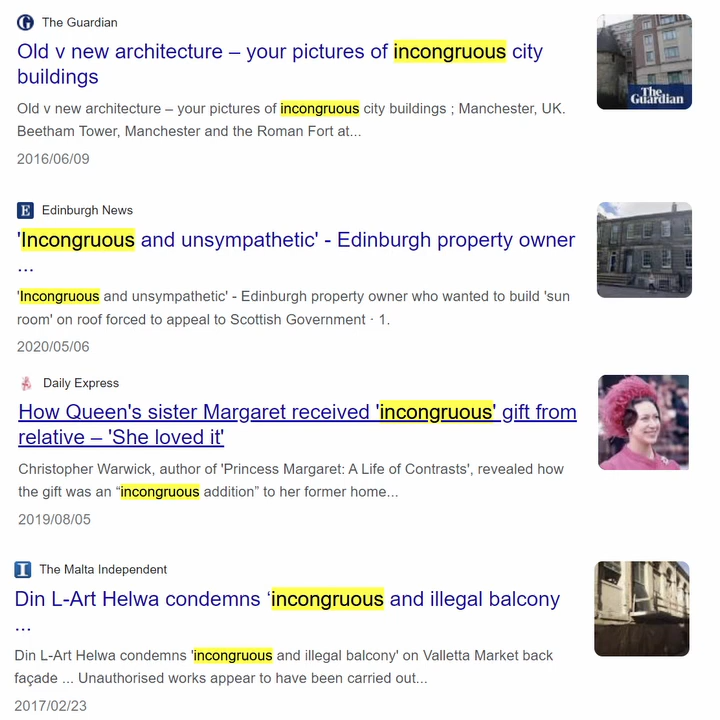 The Guardian
Old v new architecture – your pictures of incongruous city
buildings
Old v new architecture – your pictures of incongruous city buildings ; Manchester, UK.
Beetham Tower, Manchester and the Roman Fort at...
2016/06/09
The
Guardian
E Edinburgh News
'Incongruous and unsympathetic' - Edinburgh property owner
...
'Incongruous and unsympathetic' - Edinburgh property owner who wanted to build 'sun
room' on roof forced to appeal to Scottish Government · 1.
2020/05/06
Daily Express
How Queen's sister Margaret received 'incongruous' gift from
relative – 'She loved it'
Christopher Warwick, author of 'Princess Margaret: A Life of Contrasts', revealed how
the gift was an “incongruous addition” to her former home...
2019/08/05
I The Malta Independent
Din L-Art Helwa condemns ‘incongruous and illegal balcony
...
Din L-Art Helwa condemns 'incongruous and illegal balcony' on Valletta Market back
façade ... Unauthorised works appear to have been carried out...
2017/02/23